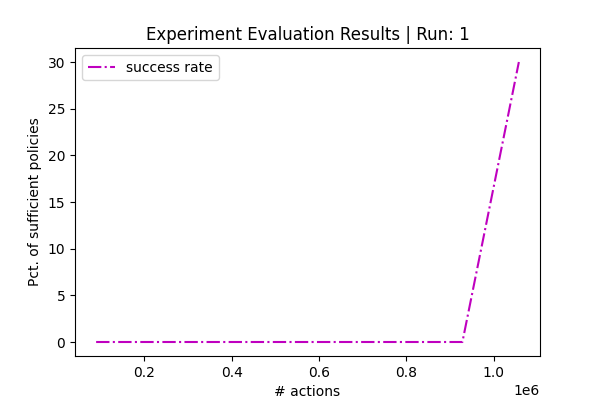 Experiment Evaluation Results | Run: 1
success rate
Pct. of sufficient policies
30
25
20
15
10
5
0
0.2 0.4 0.6 0.8 1.0
1e6
# actions